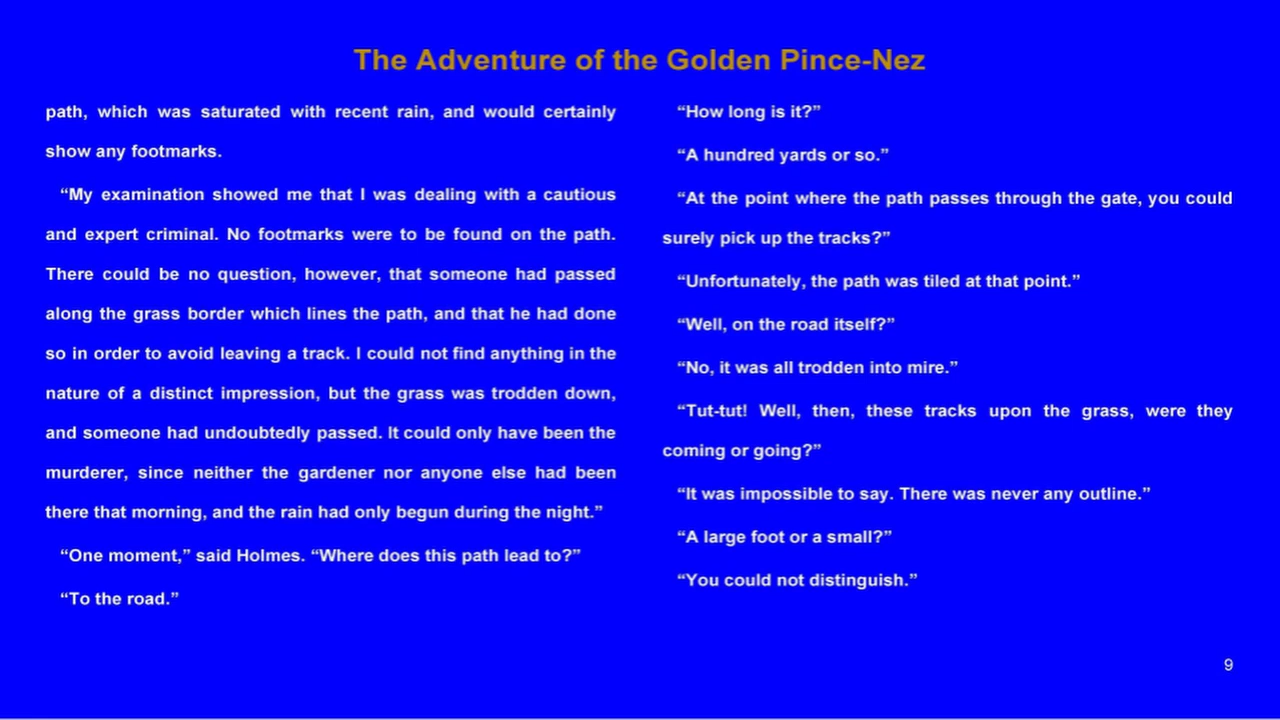 The Adventure of the Golden Pince-Nez
path, which was saturated with recent rain, and would certainly
show any footmarks.
“My examination showed me that I was dealing with a cautious
and expert criminal. No footmarks were to be found on the path.
There could be no question, however, that someone had passed
along the grass border which lines the path, and that he had done
so in order to avoid leaving a track. I could not find anything in the
nature of a distinct impression, but the grass was trodden down,
and someone had undoubtedly passed. It could only have been the
murderer, since neither the gardener nor anyone else had been
there that morning, and the rain had only begun during the night.”
“One moment,” said Holmes. “Where does this path lead to?”
“To the road.”
“How long is it?”
“A hundred yards or so.”
“At the point where the path passes through the gate, you could
surely pick up the tracks?”
“Unfortunately, the path was tiled at that point.”
“Well, on the road itself?”
“No, it was all trodden into mire.”
“Tut-tut! Well, then, these tracks upon the grass, were they
coming or going?”
“It was impossible to say. There was never any outline.”
“A large foot or a small?”
“You could not distinguish.”
9